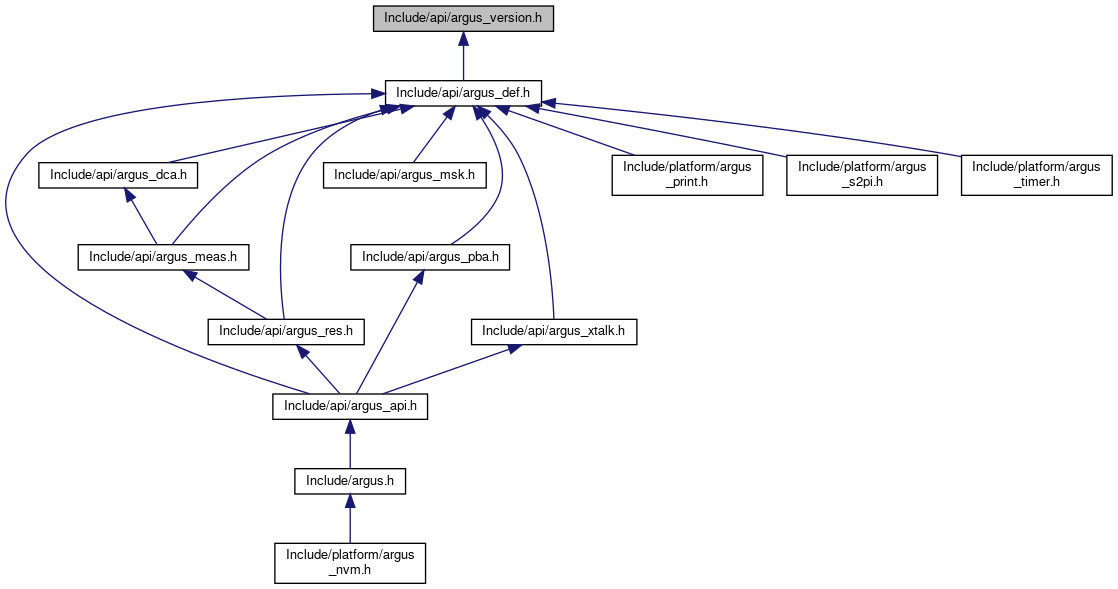 Include/api/argus_version.h
Include/api/argus_def.h
Include/api/argus_dca.h
Include/api/argus_msk.h
Include/platform/argus
_print.h
Include/platform/argus
_s2pi.h
Include/platform/argus
_timer.h
Include/api/argus_meas.h
Include/api/argus_pba.h
Include/api/argus_res.h
Include/api/argus_xtalk.h
Include/api/argus_api.h
Include/argus.h
Include/platform/argus
_nvm.h